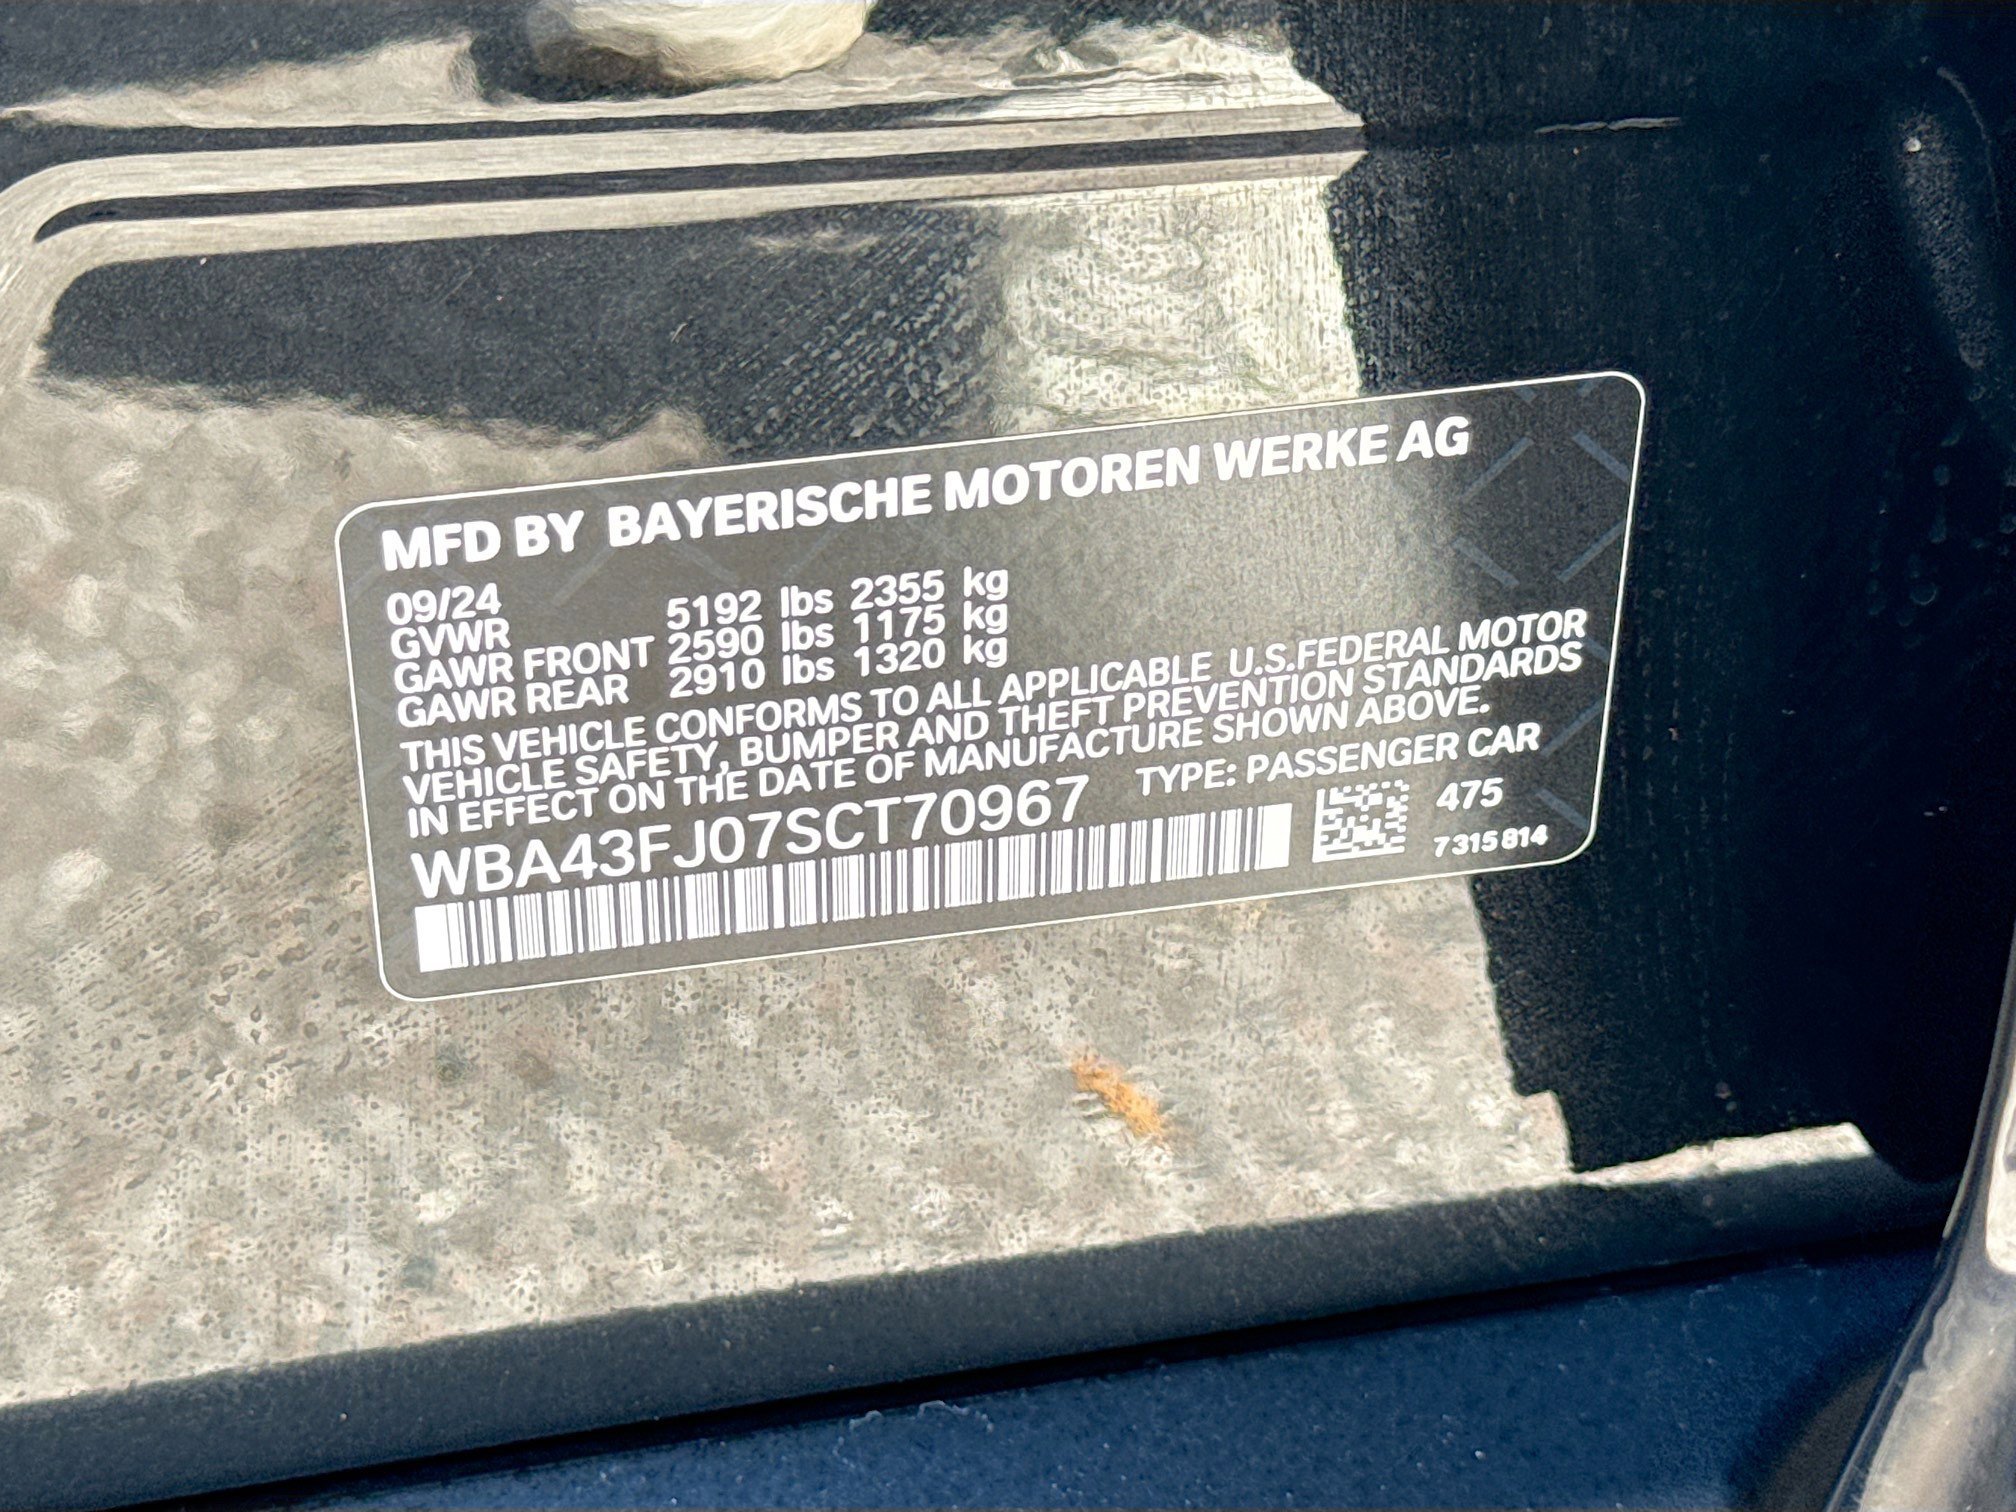 MFD BY BAYERISCHE MOTOREN WERKE AG
09/24
GVWR 5192 lbs 2355 kg
GAWR FRONT 2590 lbs 1175 kg
GAWR REAR 2910 lbs 1320 kg
THIS VEHICLE CONFORMS TO ALL APPLICABLE U.S.FEDERAL MOTOR
VEHICLE SAFETY, BUMPER AND THEFT PREVENTION STANDARDS
IN EFFECT ON THE DATE OF MANUFACTURE SHOWN ABOVE.
WBA43FJ07SCT70967 TYPE: PASSENGER CAR
475
7315814